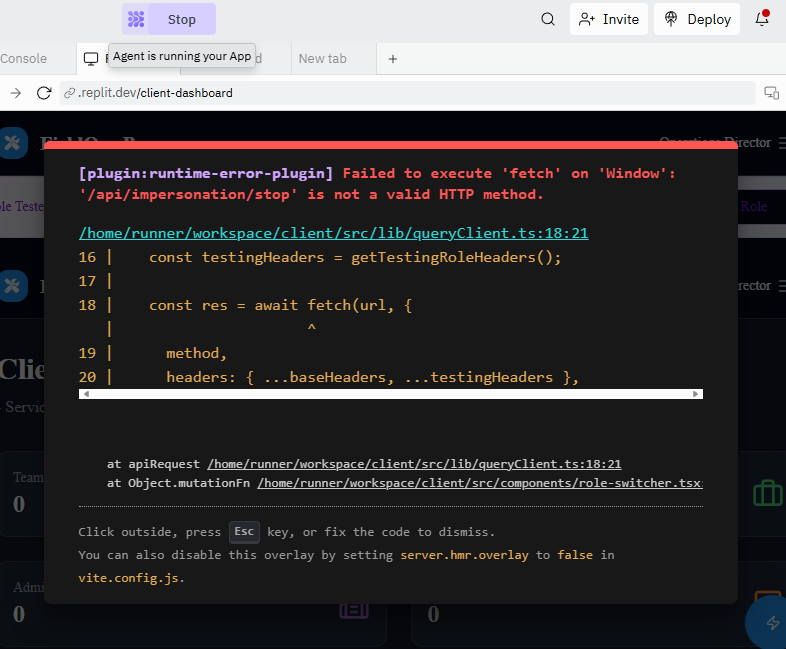 Stop
Invite
Deploy
Console
Agent is running your App
New tab
.replit.dev/client-dashboard
[plugin:runtime-error-plugin] Failed to execute 'fetch' on 'Window':
'/api/impersonation/stop' is not a valid HTTP method.
/home/runner/workspace/client/src/lib/queryClient.ts:18:21
16 | const testingHeaders = getTestingRoleHeaders();
17 |
18 | const res = await fetch(url, {
| ^
19 | method,
20 | headers: { ...baseHeaders, ...testingHeaders },
at apiRequest /home/runner/workspace/client/src/lib/queryClient.ts:18:21
at Object.mutationFn /home/runner/workspace/client/src/components/role-switcher.tsx:
Click outside, press Esc key, or fix the code to dismiss.
You can also disable this overlay by setting server.hmr.overlay to false in
vite.config.js.
Role
Team
0
0
0